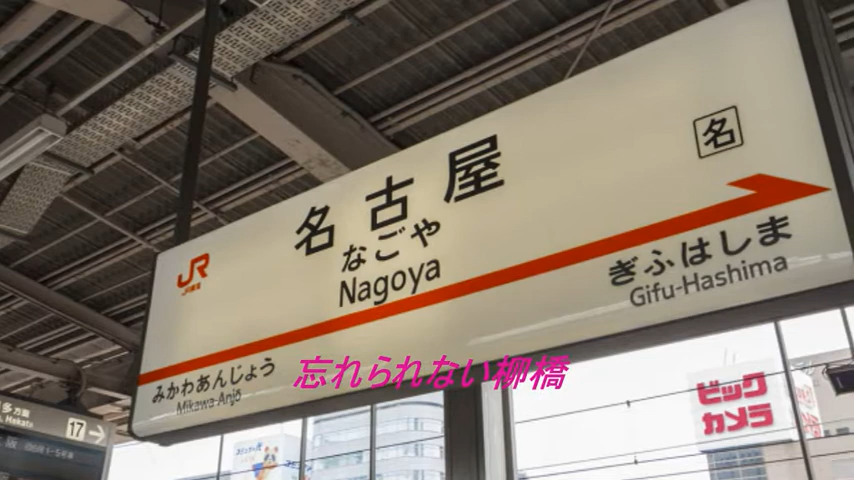 名
名古屋
なごや
Nagoya
JR
ぎふはしま
Gifu-Hashima
みかわあんじょう
Mikawa-Anjō
忘れられない柳橋
ビック
カメラ
17